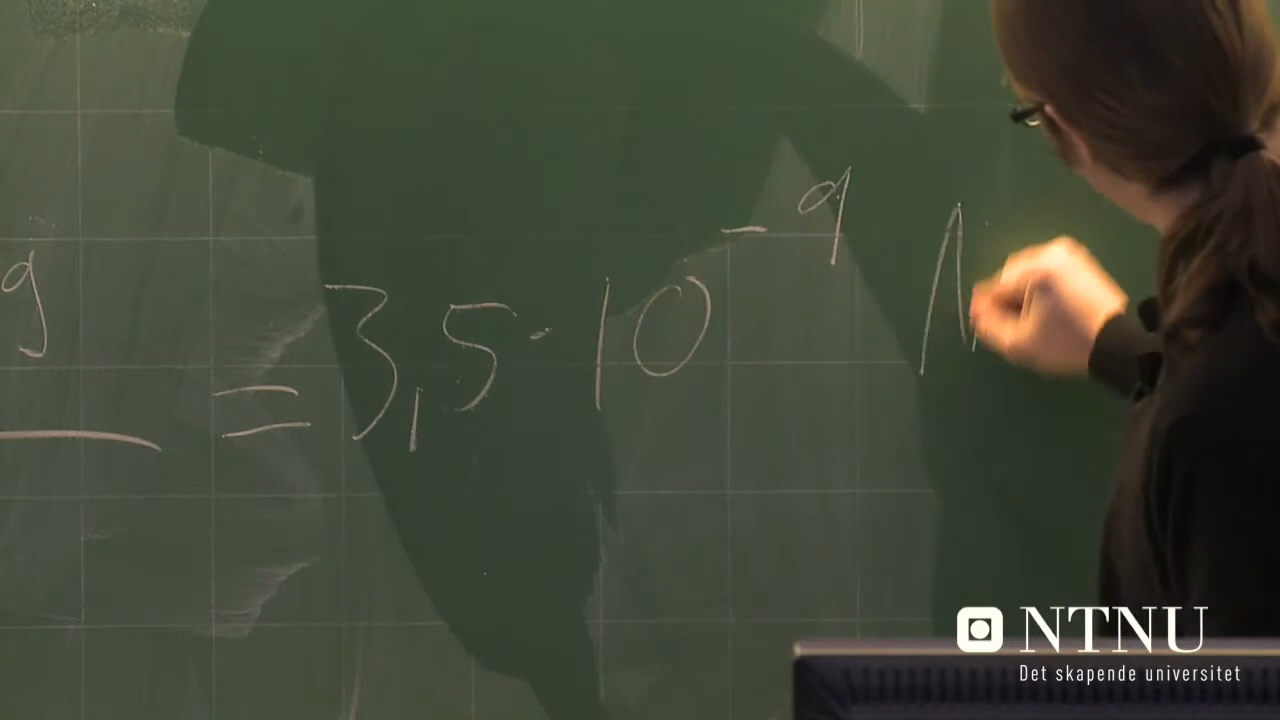 g
= 3,5 · 10⁻⁹
NTNU
Det skapende universitet